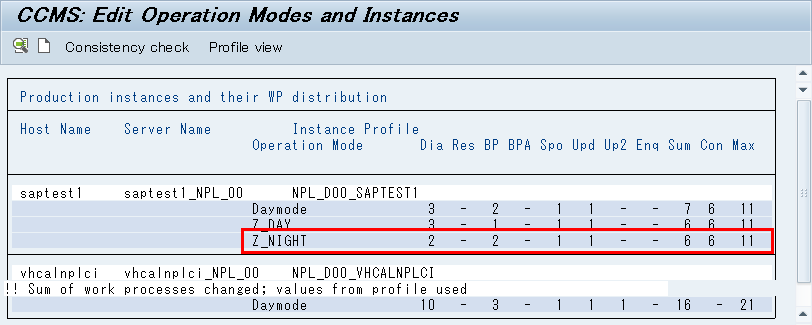 CCMS: Edit Operation Modes and Instances
Consistency check Profile view
Production instances and their WP distribution
Host Name Server Name Instance Profile
Operation Mode Dia Res BP BPA Spo Upd Up2 Enq Sum Con Max
saptest1 saptest1_NPL_00 NPL_D00_SAPTEST1
Daymode 3 - 2 - 1 1 - - 7 6 11
Z_DAY 3 - 1 - 1 1 - - 6 6 11
Z_NIGHT 2 - 2 - 1 1 - - 6 6 11
vhcalnplci vhcalnplci_NPL_00 NPL_D00_VHCALNPLCI
!! Sum of work processes changed; values from profile used
Daymode 10 - 3 - 1 1 1 - 16 - 21